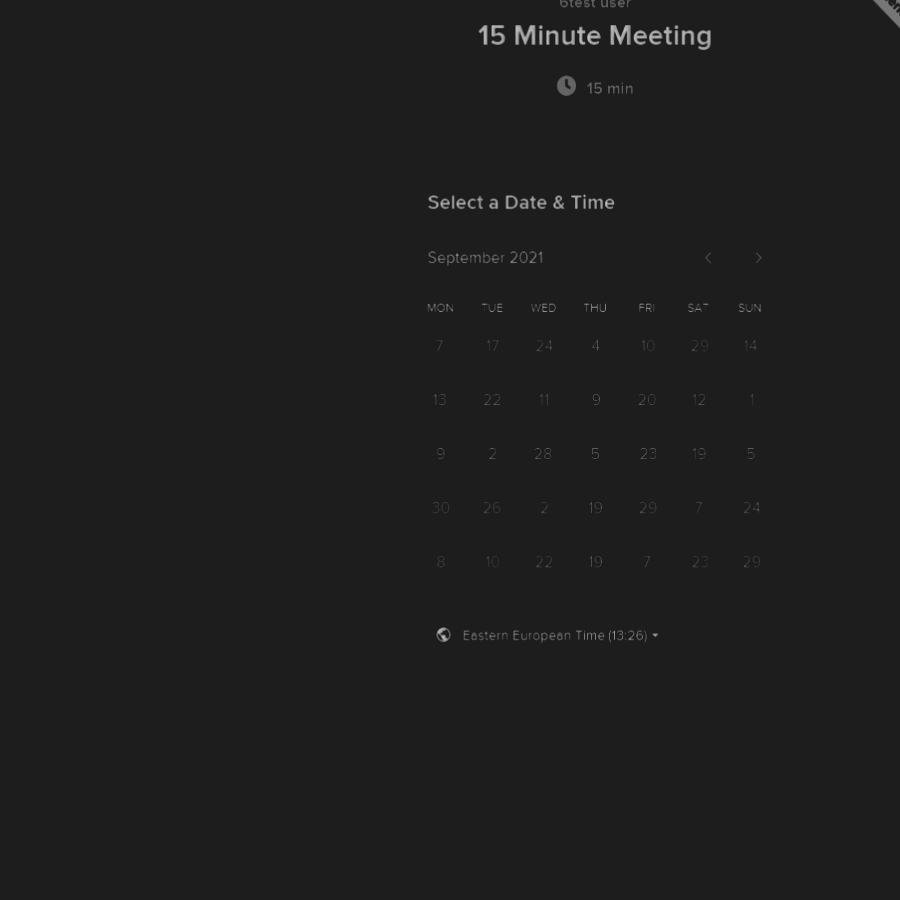 6test user
15 Minute Meeting
15 min
Select a Date & Time
September 2021
MON TUE WED THU FRI SAT SUN
7 17 24 4 10 29 14
13 22 11 9 20 12 1
9 2 28 5 23 19 5
30 26 2 19 29 7 24
8 10 22 19 7 23 29
Eastern European Time (13:26)